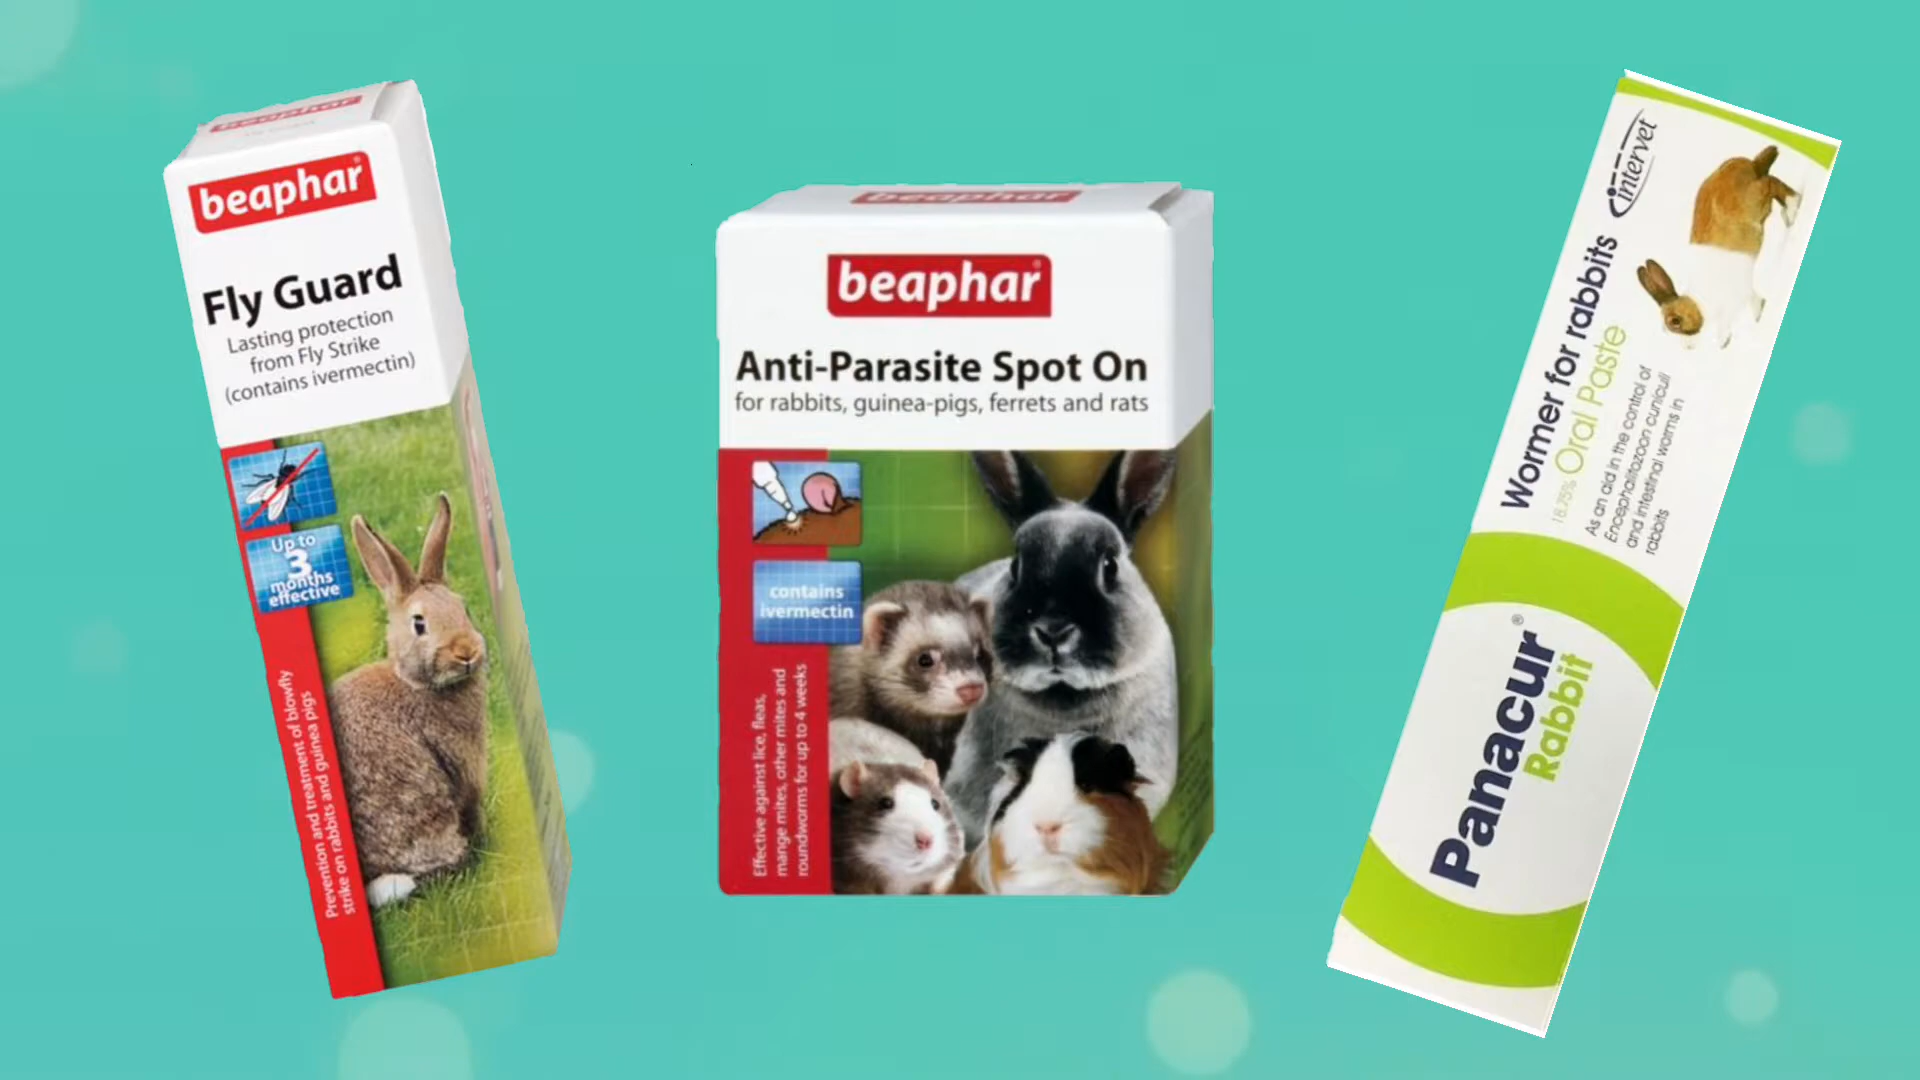 beaphar
beaphar®
Fly Guard
Lasting protection
from Fly Strike
(contains ivermectin)
Up to
3
months
effective
Prevention and treatment of blowfly
strike on rabbits and guinea pigs
beaphar
beaphar®
Anti-Parasite Spot On
for rabbits, guinea-pigs, ferrets and rats
contains
ivermectin
Effective against lice, fleas,
mange mites, other mites and
roundworms for up to 4 weeks
intervet
Wormer for rabbits
18.75% Oral Paste
As an aid in the control of
Encephalitozoon cuniculi
and intestinal worms in
rabbits
Panacur®
Rabbit